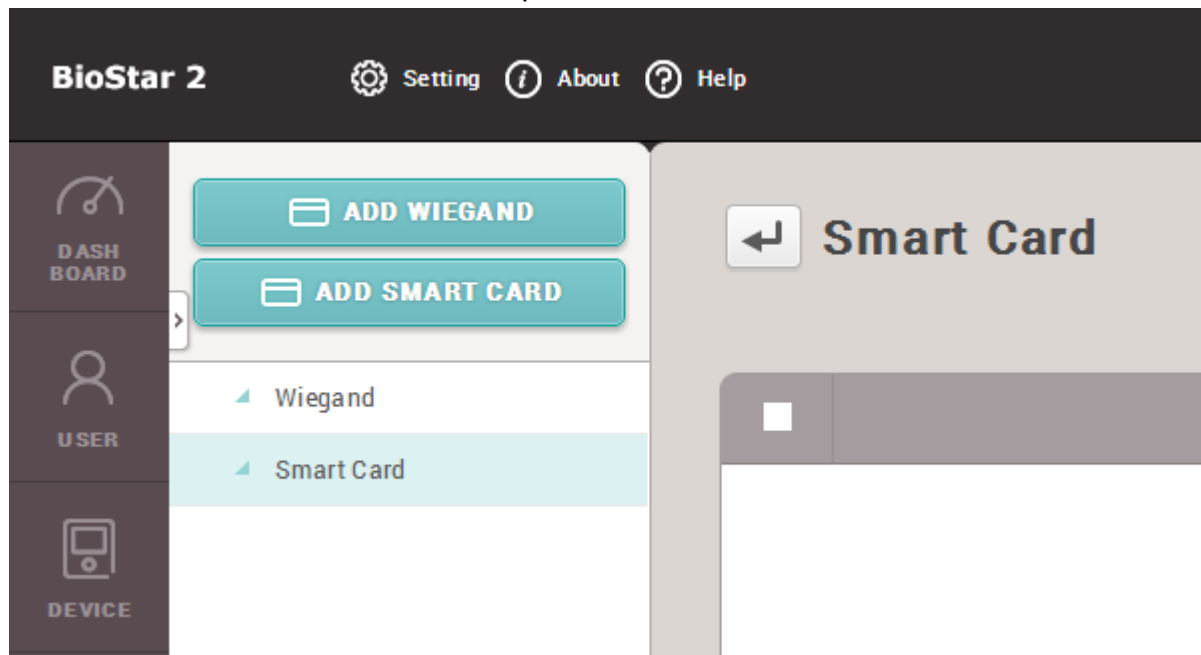 BioStar 2 Setting About Help
DASH
BOARD
USER
DEVICE
ADD WIEGAND
ADD SMART CARD
Wiegand
Smart Card
Smart Card